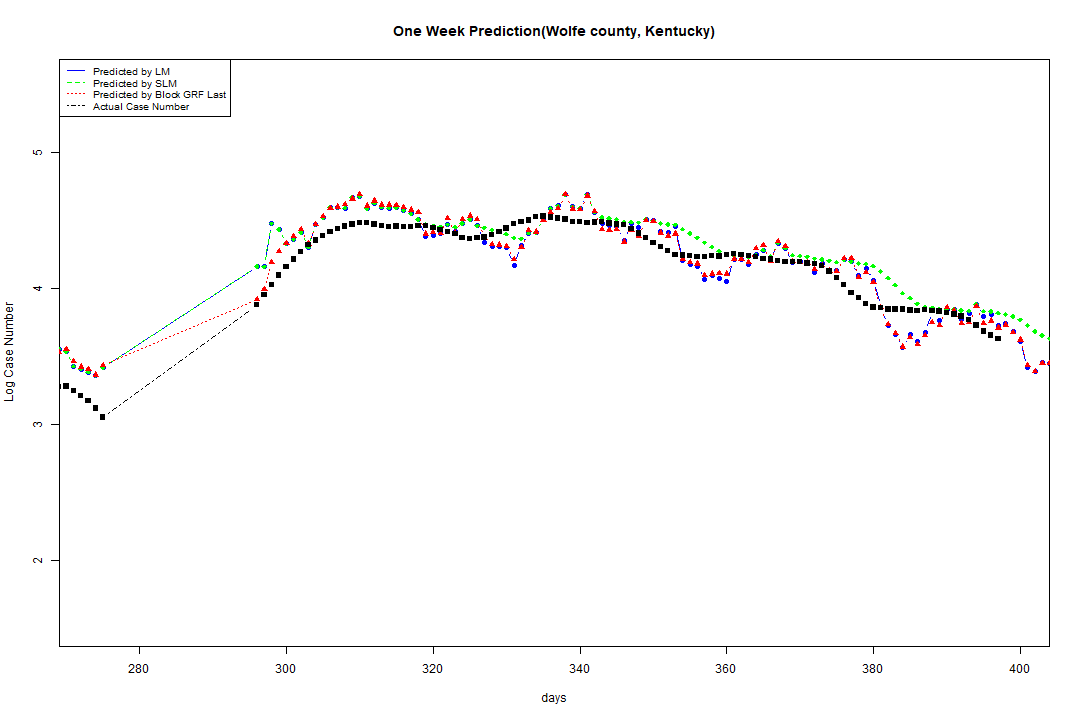 One Week Prediction(Wolfe county, Kentucky)
Predicted by LM
Predicted by SLM
Predicted by Block GRF Last
Actual Case Number
5
4
3
2
Log Case Number
280 300 320 340 360 380 400
days